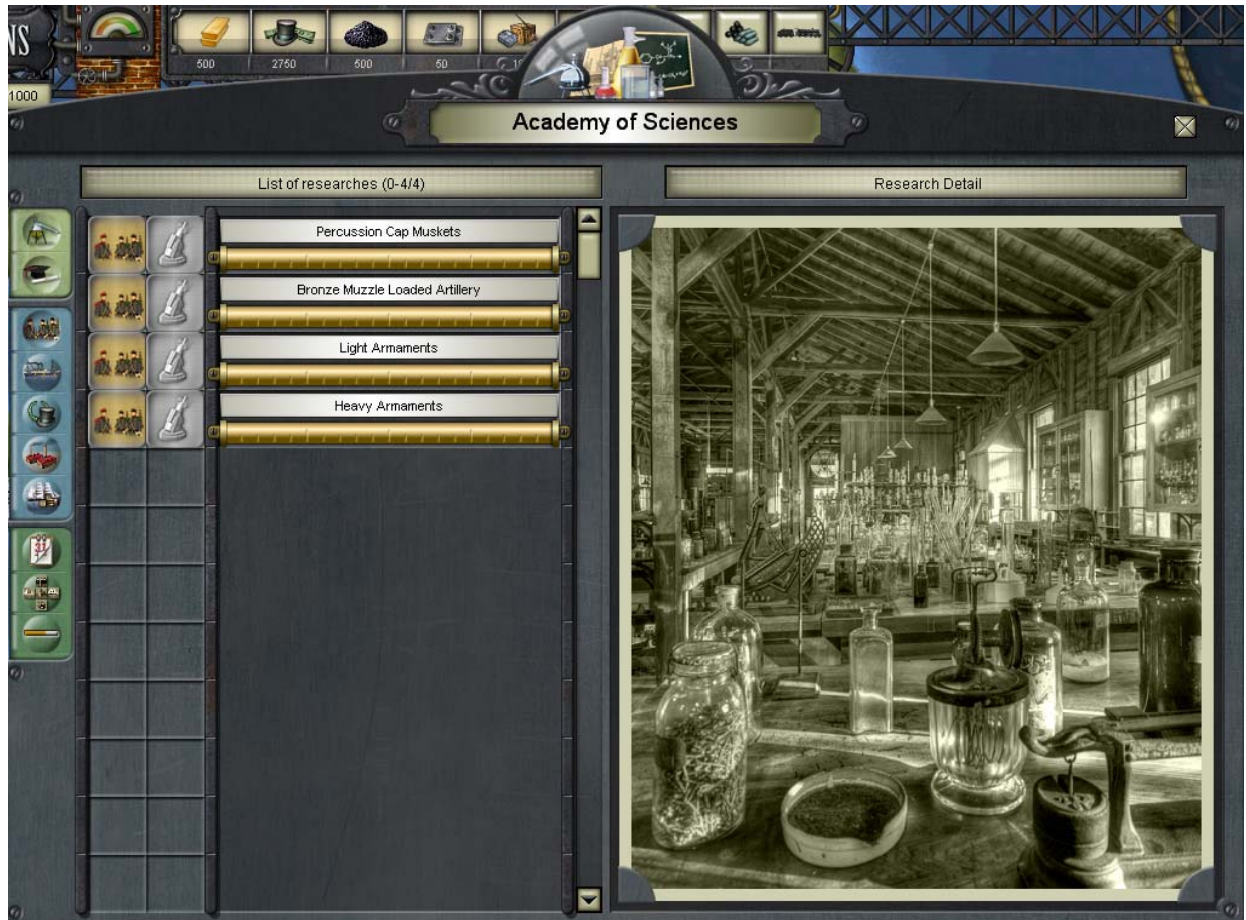 NS
500
2750
500
50
1000
Academy of Sciences
List of researches (0-4/4)
Research Detail
Percussion Cap Muskets
Bronze Muzzle Loaded Artillery
Light Armaments
Heavy Armaments
31